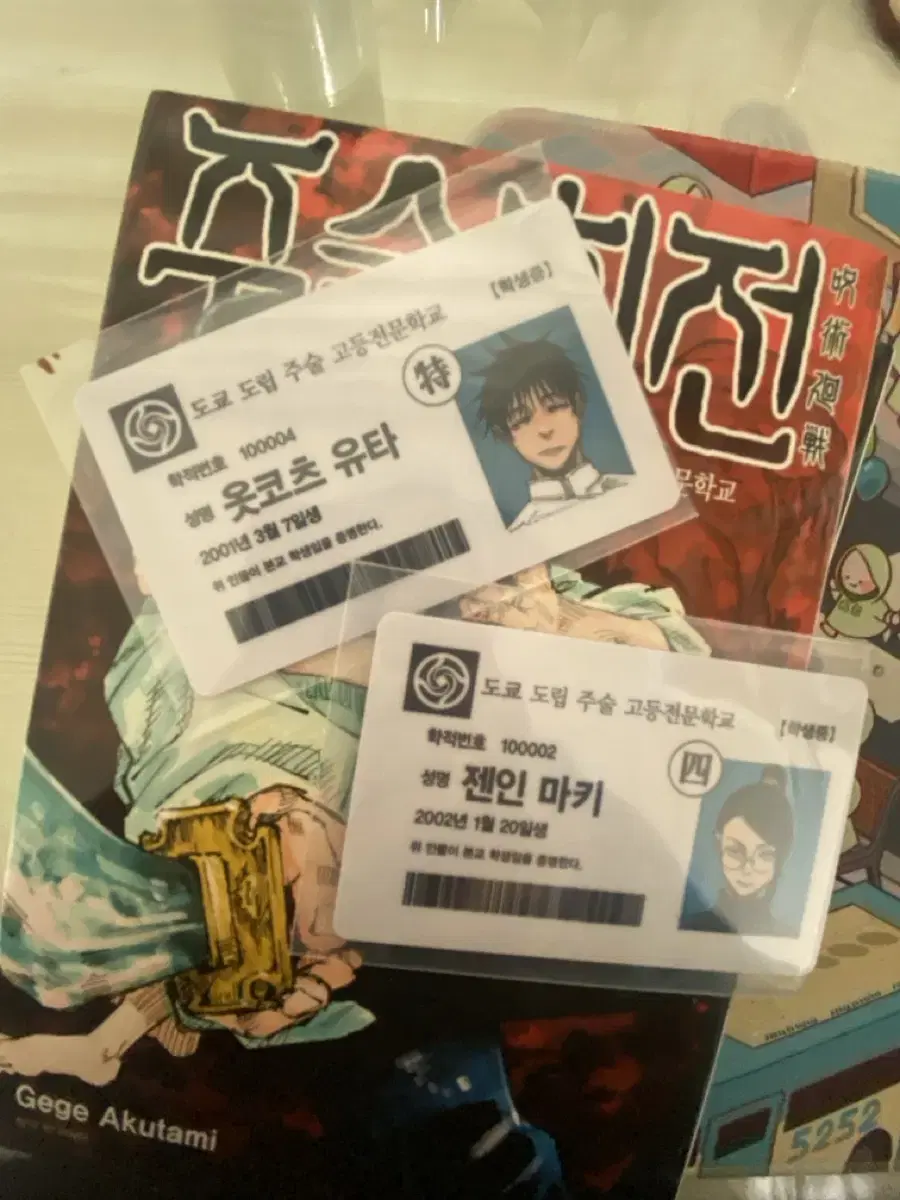 주술회전
呪術廻戦
문학교
도쿄 도립 주술 고등전문학교
【학생증】
特
학적번호 100004
성명 옷코츠 유타
2001년 3월 7일생
위 인물이 본교 학생임을 증명한다.
도쿄 도립 주술 고등전문학교
【학생증】
四
학적번호 100002
성명 젠인 마키
2002년 1월 20일생
위 인물이 본교 학생임을 증명한다.
Gege Akutami
5252